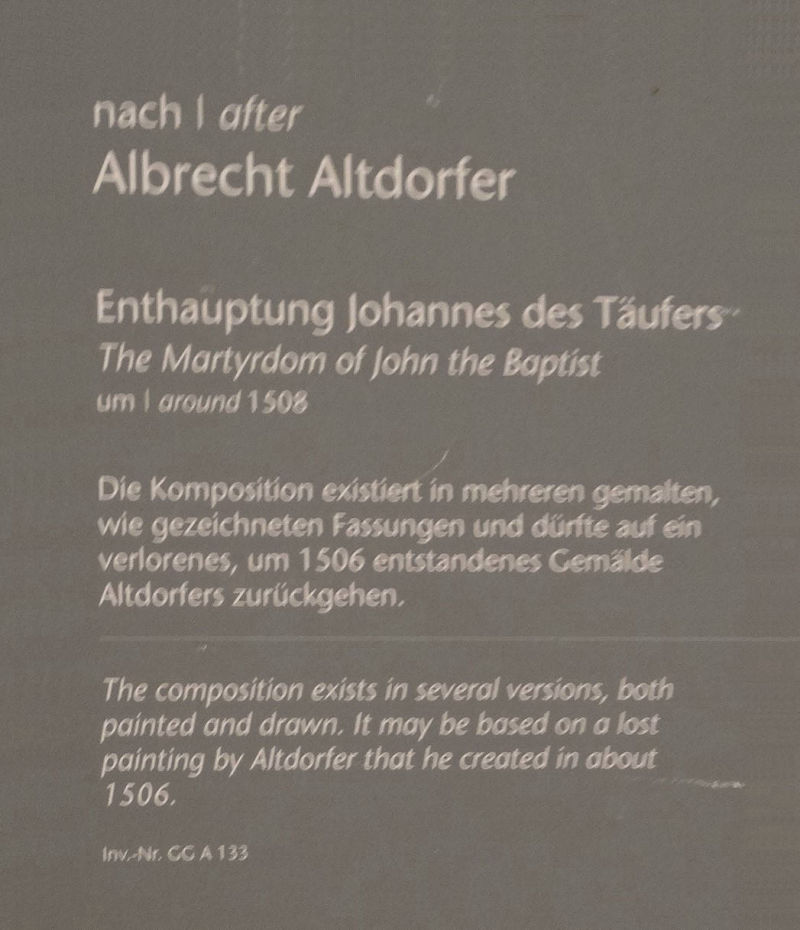 nach | after
Albrecht Altdorfer
Enthauptung Johannes des Täufers
The Martyrdom of John the Baptist
um | around 1508
Die Komposition existiert in mehreren gemalten,
wie gezeichneten Fassungen und dürfte auf ein
verlorenes, um 1506 entstandenes Gemälde
Altdorfers zurückgehen.
The composition exists in several versions, both
painted and drawn. It may be based on a lost
painting by Altdorfer that he created in about
1506.
Inv.-Nr. GG A 133